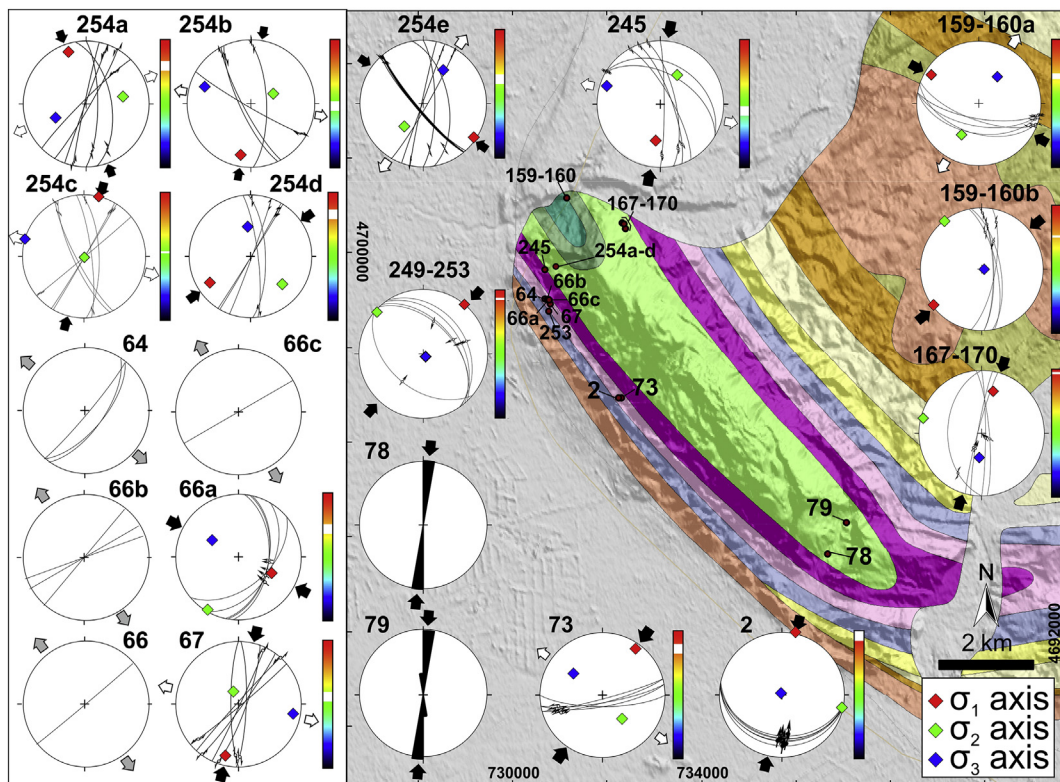 254a
254b
254e
245
159-160a
254c
254d
159-160
167-170
159-160b
4700000
245
254a-d
249-253
66b
64
66c
66a
67
253
64
66c
167-170
2
73
78
66b
66a
79
78
N
2 km
4692000
66
67
79
73
2
σ1 axis
σ2 axis
σ3 axis
730000
734000